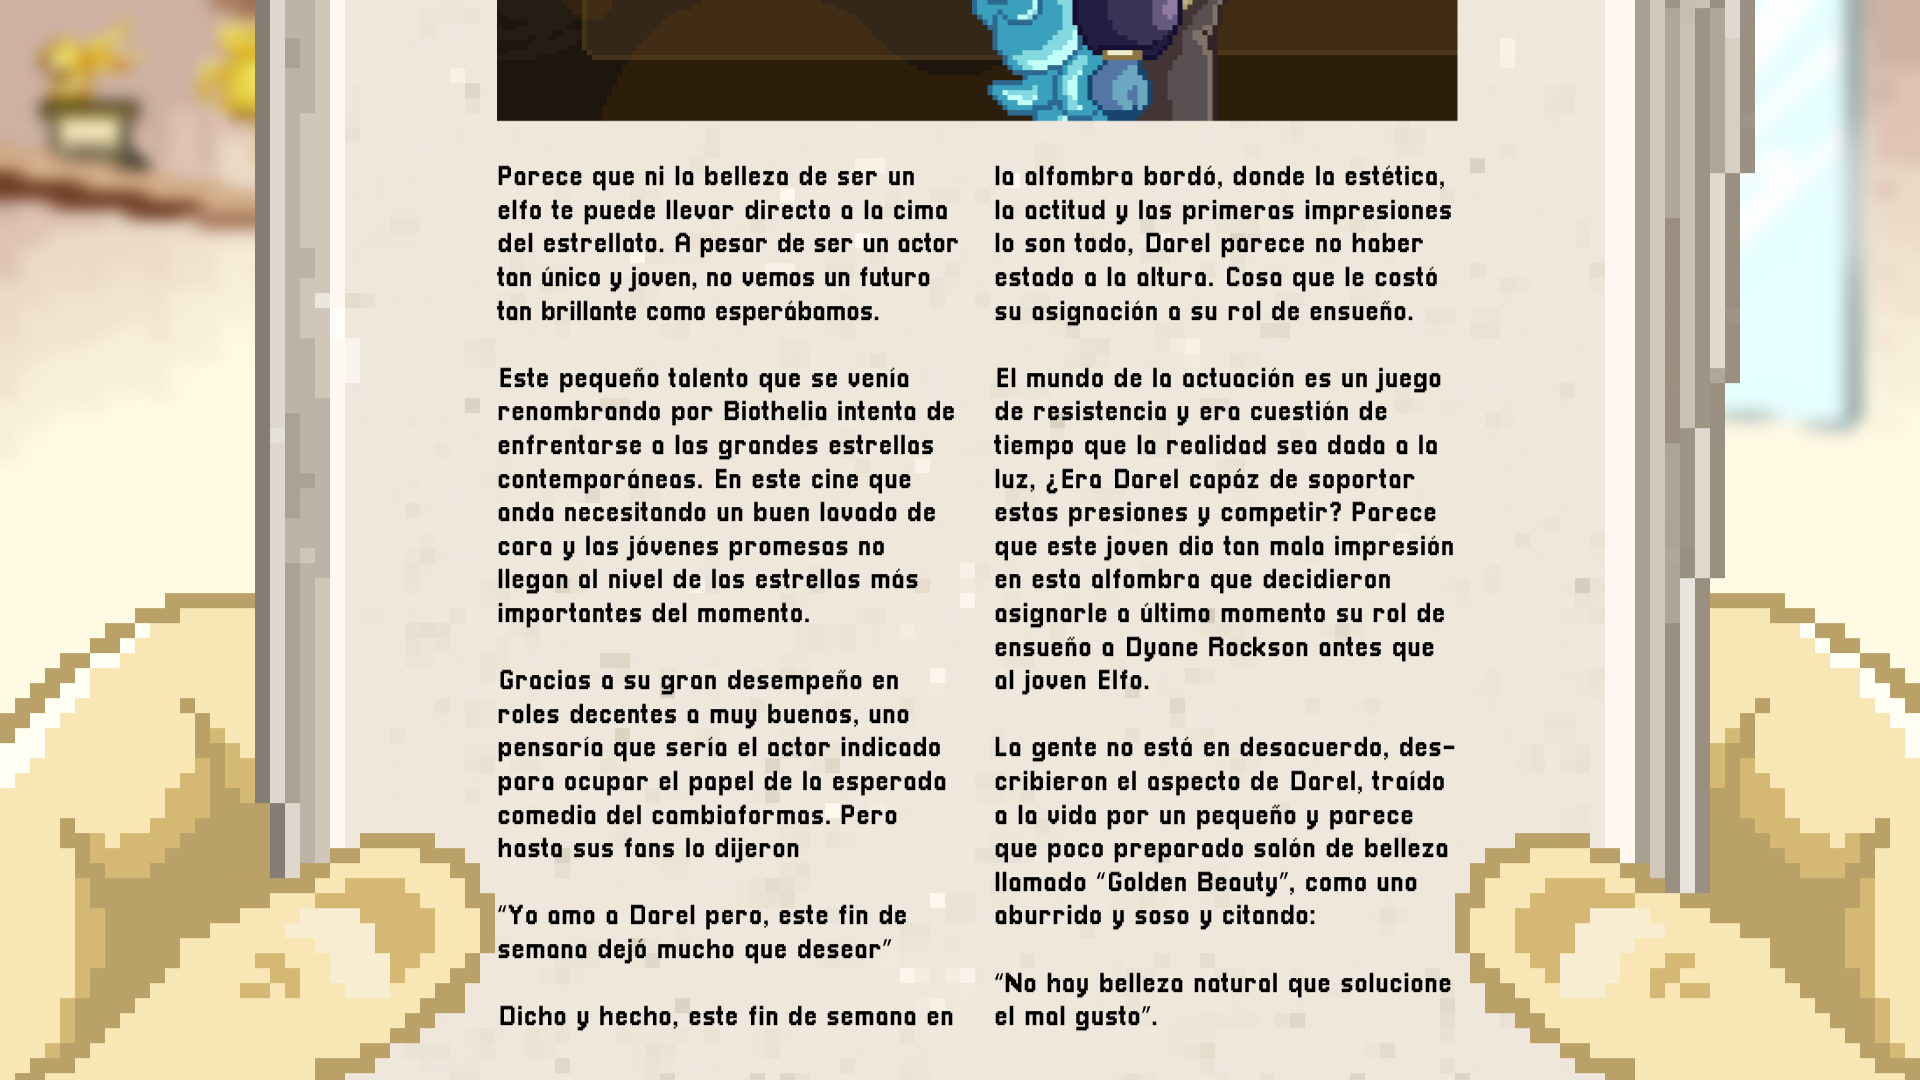 Parece que ni la belleza de ser un
elfo te puede llevar directo a la cima
del estrellato. A pesar de ser un actor
tan único y joven, no vemos un futuro
tan brillante como esperábamos.
Este pequeño talento que se venía
renombrando por Biothelia intenta de
enfrentarse a las grandes estrellas
contemporáneas. En este cine que
anda necesitando un buen lavado de
cara y las jóvenes promesas no
llegan al nivel de las estrellas más
importantes del momento.
Gracias a su gran desempeño en
roles decentes a muy buenos, uno
pensaría que sería el actor indicado
para ocupar el papel de la esperada
comedia del cambiaformas. Pero
hasta sus fans lo dijeron
"Yo amo a Darel pero, este fin de
semana dejó mucho que desear"
Dicho y hecho, este fin de semana en
la alfombra bordó, donde la estética,
la actitud y las primeras impresiones
lo son todo, Darel parece no haber
estado a la altura. Cosa que le costó
su asignación a su rol de ensueño.
El mundo de la actuación es un juego
de resistencia y era cuestión de
tiempo que la realidad sea dada a la
luz, ¿Era Darel capáz de soportar
estas presiones y competir? Parece
que este joven dio tan mala impresión
en esta alfombra que decidieron
asignarle a último momento su rol de
ensueño a Dyane Rockson antes que
al joven Elfo.
La gente no está en desacuerdo, des-
cribieron el aspecto de Darel, traído
a la vida por un pequeño y parece
que poco preparado salón de belleza
llamado "Golden Beauty", como uno
aburrido y soso y citando:
"No hay belleza natural que solucione
el mal gusto".